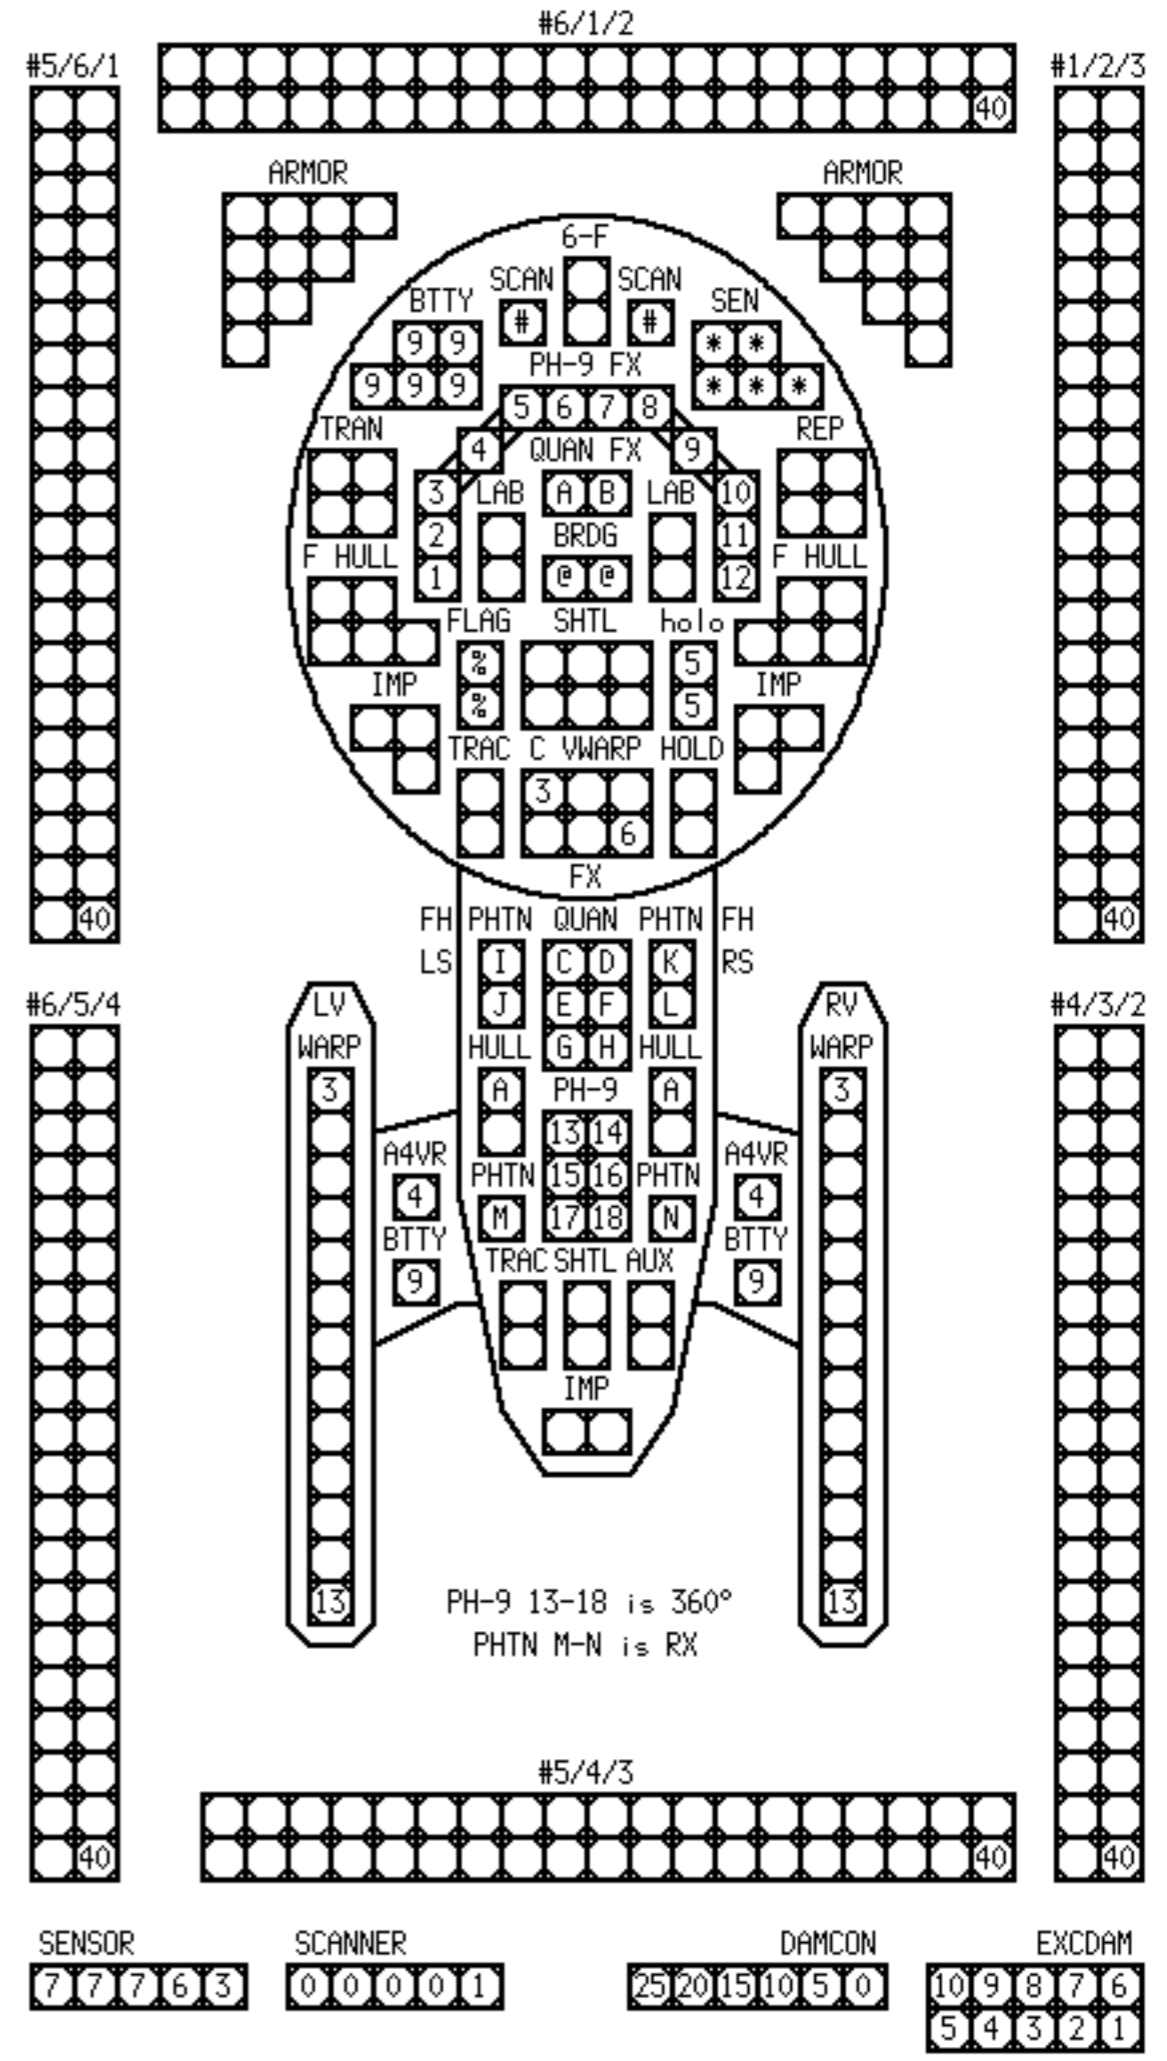 #6/1/2
#5/6/1 #1/2/3
40
ARMOR ARMOR
6-F
SCAN SCAN
BTTY SEN
# #
9 9 * *
PH-9 FX
9 9 9 * * *
5 6 7 8
TRAN REP
4 QUAN FX 9
3 LAB A B LAB 10
2 BRDG 11
F HULL F HULL
1 @ @ 12
FLAG SHTL holo
% 5
IMP IMP
% 5
TRAC C VWARP HOLD
3
6
FX
40 FH PHTN QUAN PHTN FH 40
LS I C D K RS
#6/5/4 LV J E F L RV #4/3/2
WARP HULL G H HULL WARP
3 A PH-9 A 3
13 14
A4VR A4VR
PHTN 15 16 PHTN
4 4
M 17 18 N
BTTY BTTY
TRAC SHTL AUX
9 9
IMP
13 PH-9 13-18 is 360° 13
PHTN M-N is RX
#5/4/3
40 40 40
SENSOR SCANNER DAMCON EXCDAM
7 7 7 6 3 0 0 0 0 1 25 20 15 10 5 0 10 9 8 7 6
5 4 3 2 1